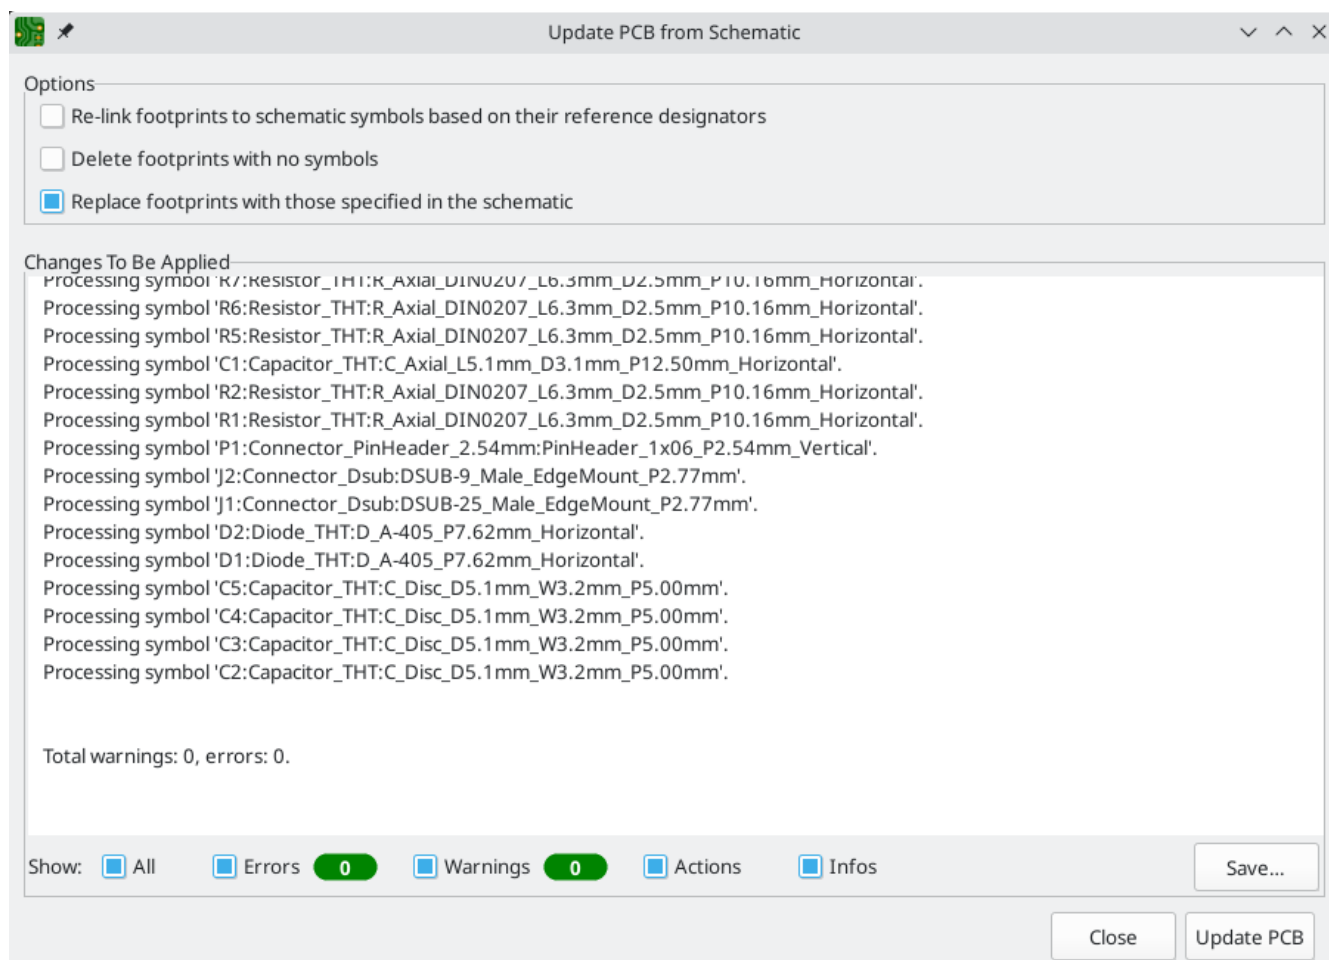 Update PCB from Schematic
Options
Re-link footprints to schematic symbols based on their reference designators
Delete footprints with no symbols
Replace footprints with those specified in the schematic
Changes To Be Applied
Processing symbol 'R7:Resistor_THT:R_Axial_DIN0207_L6.3mm_D2.5mm_P10.16mm_Horizontal'.
Processing symbol 'R6:Resistor_THT:R_Axial_DIN0207_L6.3mm_D2.5mm_P10.16mm_Horizontal'.
Processing symbol 'R5:Resistor_THT:R_Axial_DIN0207_L6.3mm_D2.5mm_P10.16mm_Horizontal'.
Processing symbol 'C1:Capacitor_THT:C_Axial_L5.1mm_D3.1mm_P12.50mm_Horizontal'.
Processing symbol 'R2:Resistor_THT:R_Axial_DIN0207_L6.3mm_D2.5mm_P10.16mm_Horizontal'.
Processing symbol 'R1:Resistor_THT:R_Axial_DIN0207_L6.3mm_D2.5mm_P10.16mm_Horizontal'.
Processing symbol 'P1:Connector_PinHeader_2.54mm:PinHeader_1x06_P2.54mm_Vertical'.
Processing symbol 'J2:Connector_Dsub:DSUB-9_Male_EdgeMount_P2.77mm'.
Processing symbol 'J1:Connector_Dsub:DSUB-25_Male_EdgeMount_P2.77mm'.
Processing symbol 'D2:Diode_THT:D_A-405_P7.62mm_Horizontal'.
Processing symbol 'D1:Diode_THT:D_A-405_P7.62mm_Horizontal'.
Processing symbol 'C5:Capacitor_THT:C_Disc_D5.1mm_W3.2mm_P5.00mm'.
Processing symbol 'C4:Capacitor_THT:C_Disc_D5.1mm_W3.2mm_P5.00mm'.
Processing symbol 'C3:Capacitor_THT:C_Disc_D5.1mm_W3.2mm_P5.00mm'.
Processing symbol 'C2:Capacitor_THT:C_Disc_D5.1mm_W3.2mm_P5.00mm'.
Total warnings: 0, errors: 0.
Show: All Errors 0 Warnings 0 Actions Infos Save...
Close Update PCB